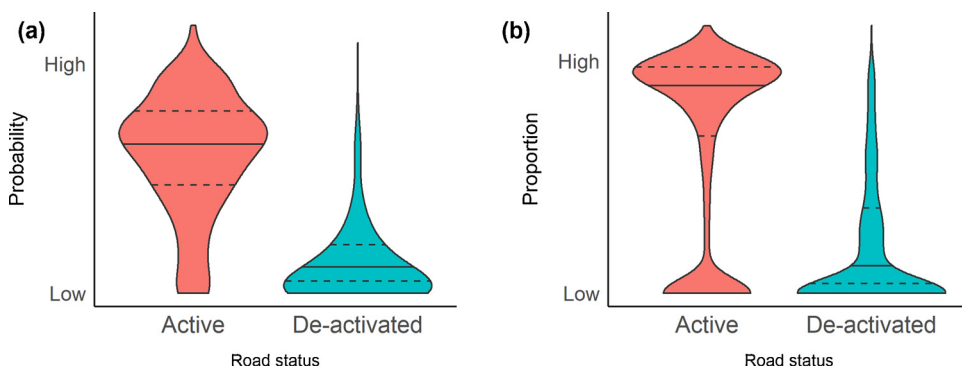 (a)
High
Probability
Low
Active De-activated
Road status
(b)
High
Proportion
Low
Active De-activated
Road status